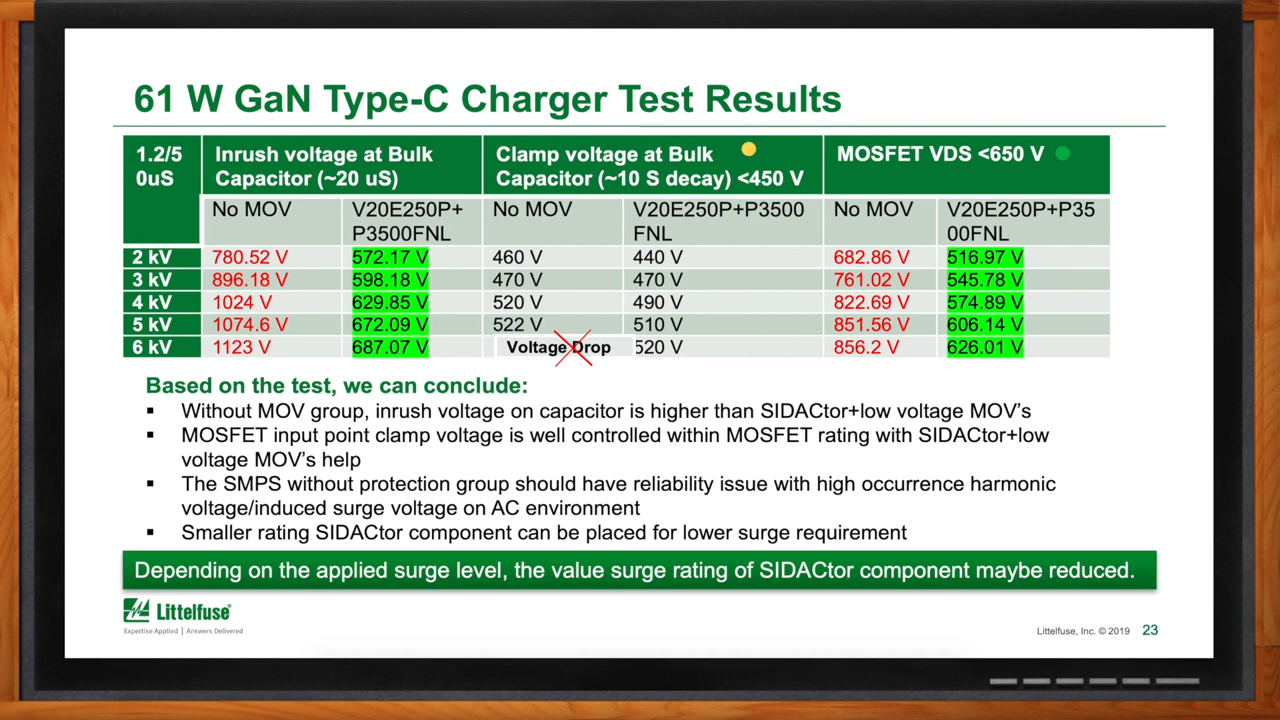 61 W GaN Type-C Charger Test Results
1.2/5
0uS
Inrush voltage at Bulk
Capacitor (~20 uS)
Clamp voltage at Bulk
Capacitor (~10 S decay) <450 V
MOSFET VDS <650 V
No MOV
V20E250P+
P3500FNL
No MOV
V20E250P+P3500
FNL
No MOV
V20E250P+P35
00FNL
2 kV 780.52 V 572.17 V 460 V 440 V 682.86 V 516.97 V
3 kV 896.18 V 598.18 V 470 V 470 V 761.02 V 545.78 V
4 kV 1024 V 629.85 V 520 V 490 V 822.69 V 574.89 V
5 kV 1074.6 V 672.09 V 522 V 510 V 851.56 V 606.14 V
6 kV 1123 V 687.07 V Voltage Drop 520 V 856.2 V 626.01 V
Based on the test, we can conclude:
▪ Without MOV group, inrush voltage on capacitor is higher than SIDACtor+low voltage MOV's
▪ MOSFET input point clamp voltage is well controlled within MOSFET rating with SIDACtor+low
voltage MOV's help
▪ The SMPS without protection group should have reliability issue with high occurrence harmonic
voltage/induced surge voltage on AC environment
▪ Smaller rating SIDACtor component can be placed for lower surge requirement
Depending on the applied surge level, the value surge rating of SIDACtor component maybe reduced.
Littelfuse®
Expertise Applied | Answers Delivered
Littelfuse, Inc. © 2019 23